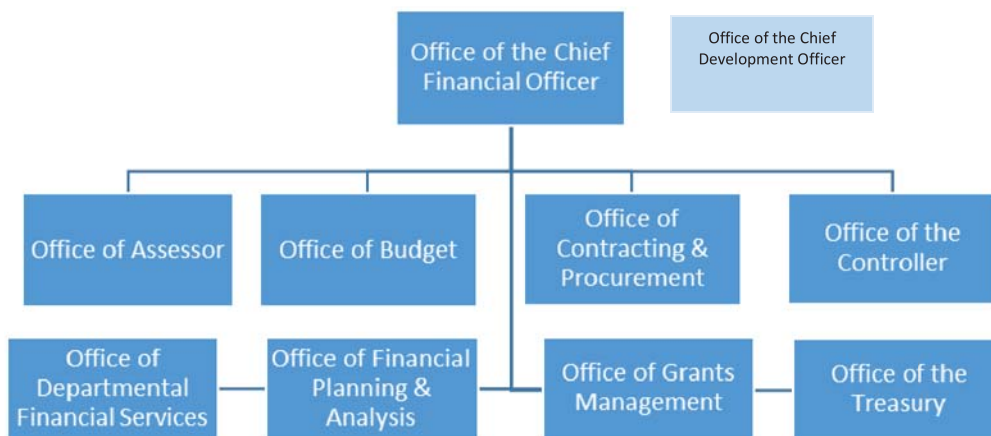 Office of the Chief
Financial Officer
Office of the Chief
Development Officer
Office of Assessor
Office of Budget
Office of
Contracting &
Procurement
Office of the
Controller
Office of
Departmental
Financial Services
Office of Financial
Planning &
Analysis
Office of Grants
Management
Office of the
Treasury